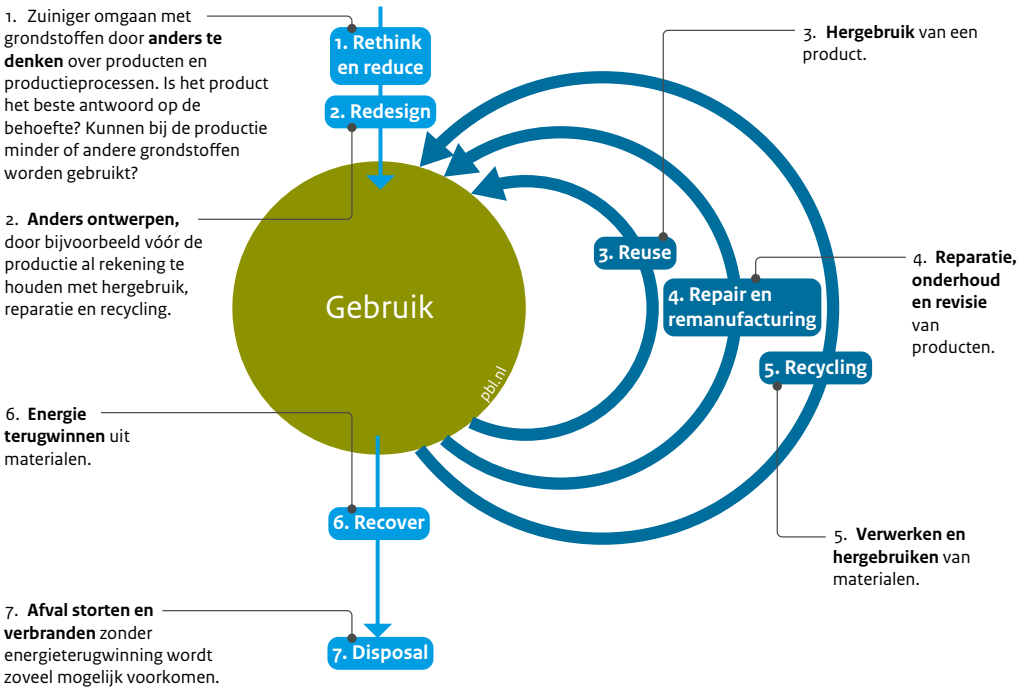 1. Zuiniger omgaan met
grondstoffen door anders te
denken over producten en
productieprocessen. Is het product
het beste antwoord op de
behoefte? Kunnen bij de productie
minder of andere grondstoffen
worden gebruikt?
1. Rethink
en reduce
2. Redesign
3. Hergebruik van een
product.
2. Anders ontwerpen,
door bijvoorbeeld vóór de
productie al rekening te
houden met hergebruik,
reparatie en recycling.
Gebruik
pbl.nl
3. Reuse
4. Repair en
remanufacturing
5. Recycling
4. Reparatie,
onderhoud
en revisie
van
producten.
6. Energie
terugwinnen uit
materialen.
6. Recover
5. Verwerken en
hergebruiken van
materialen.
7. Afval storten en
verbranden zonder
energieterugwinning wordt
zoveel mogelijk voorkomen.
7. Disposal